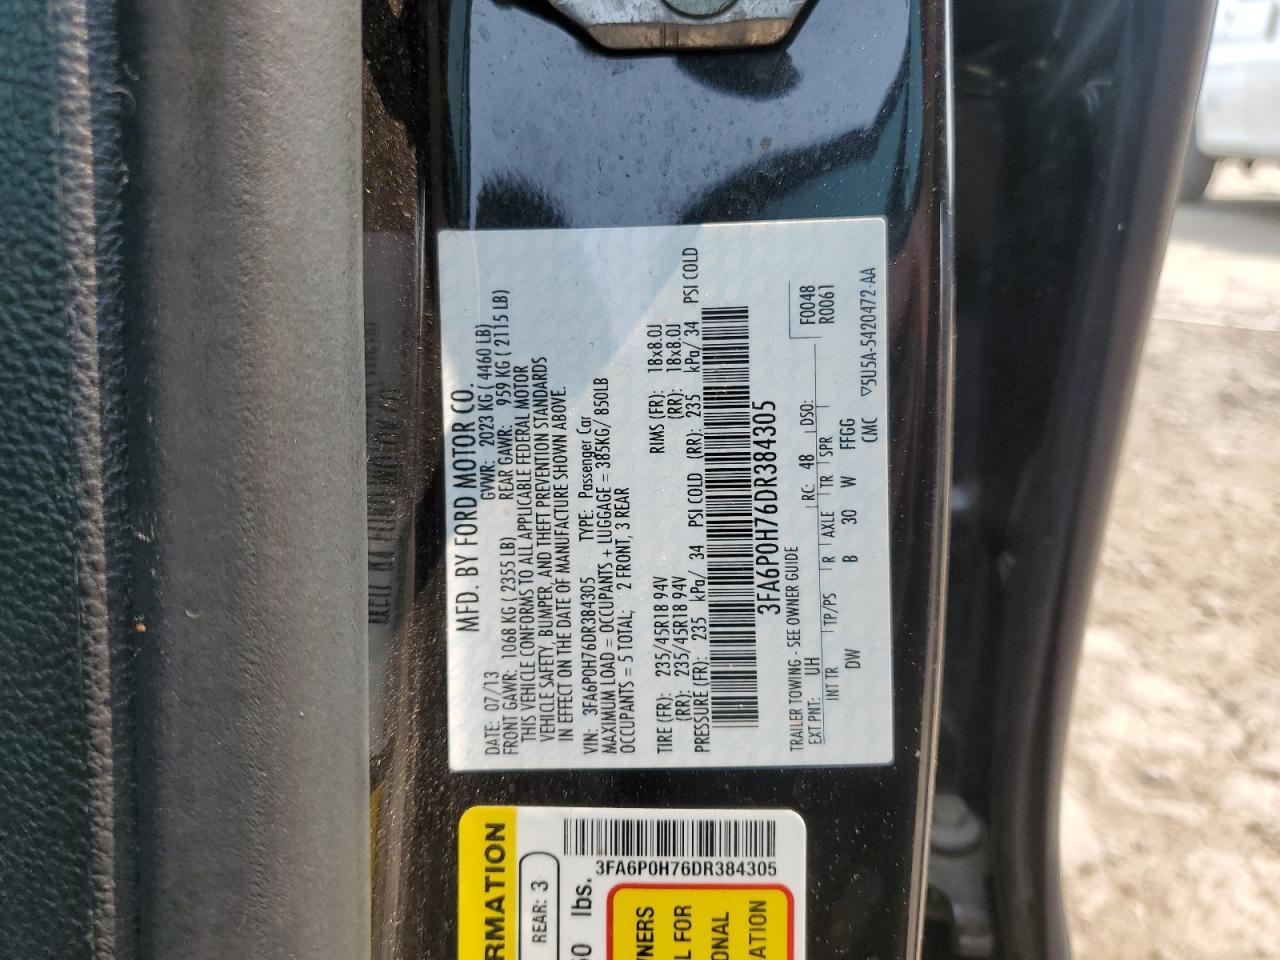 MFD. BY FORD MOTOR CO.
DATE: 07/13 GVWR: 2023 KG ( 4460 LB)
FRONT GAWR: 1068 KG ( 2355 LB) REAR GAWR: 959 KG ( 2115 LB)
THIS VEHICLE CONFORMS TO ALL APPLICABLE FEDERAL MOTOR
VEHICLE SAFETY, BUMPER, AND THEFT PREVENTION STANDARDS
IN EFFECT ON THE DATE OF MANUFACTURE SHOWN ABOVE.
VIN: 3FA6P0H76DR384305 TYPE: Passenger Car
MAXIMUM LOAD = OCCUPANTS + LUGGAGE = 385KG/ 850LB
OCCUPANTS = 5 TOTAL; 2 FRONT, 3 REAR
TIRE (FR): 235/45R18 94V RIMS (FR): 18x8.0J
(RR): 235/45R18 94V (RR): 18x8.0J
PRESSURE (FR): 235 kPa/ 34 PSI COLD (RR): 235 kPa/ 34 PSI COLD
3FA6P0H76DR384305
F0048
R0061
TRAILER TOWING - SEE OWNER GUIDE
EXT PNT: UH RC: 48 DSO:
INT TR TP/PS R AXLE TR SPR
DW B 30 W FFGG
CMC ▽5U5A-5420472-AA
RMATION
REAR: 3
lbs.
3FA6P0H76DR384305